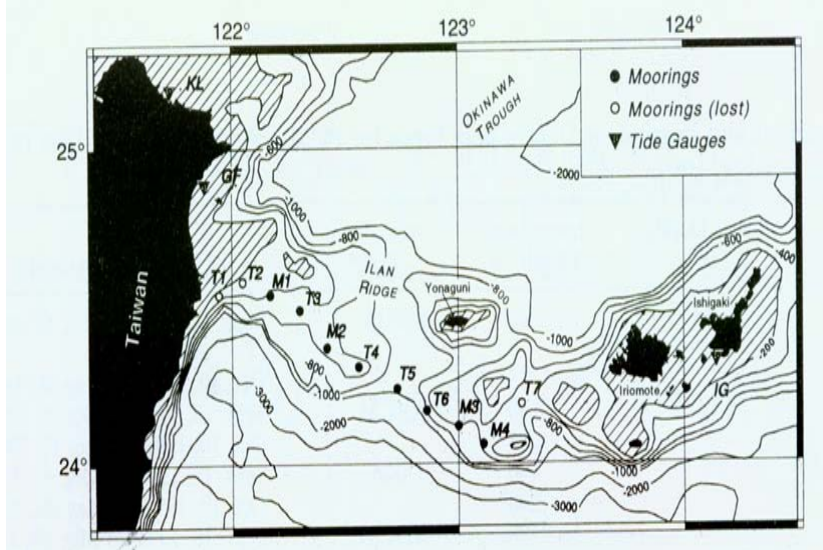 122°
123°
124°
KL
OKINAWA
TROUGH
Moorings
Moorings (lost)
Tide Gauges
-600
25°
-2000
GF
-1000
-800
-600
-400
ILAN
RIDGE
T1
T2
M1
T3
Yonaguni
-800
Ishigaki
Taiwan
M2
-1000
T4
-200
-800
T5
Iriomote
IG
-1000
-3000
T6
T7
M3
-2000
M4
-800
24°
-1000
-2000
-3000